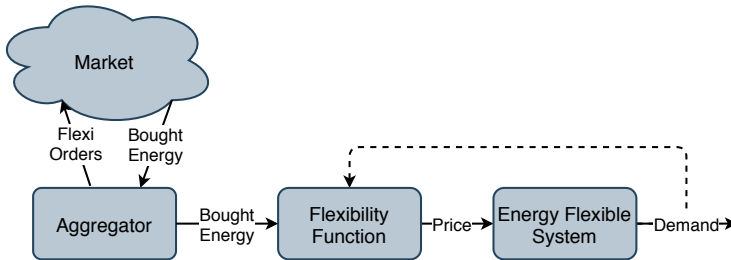 Market
Flexi
Orders
Bought
Energy
Aggregator
Bought
Energy
Flexibility
Function
Price
Energy Flexible
System
Demand